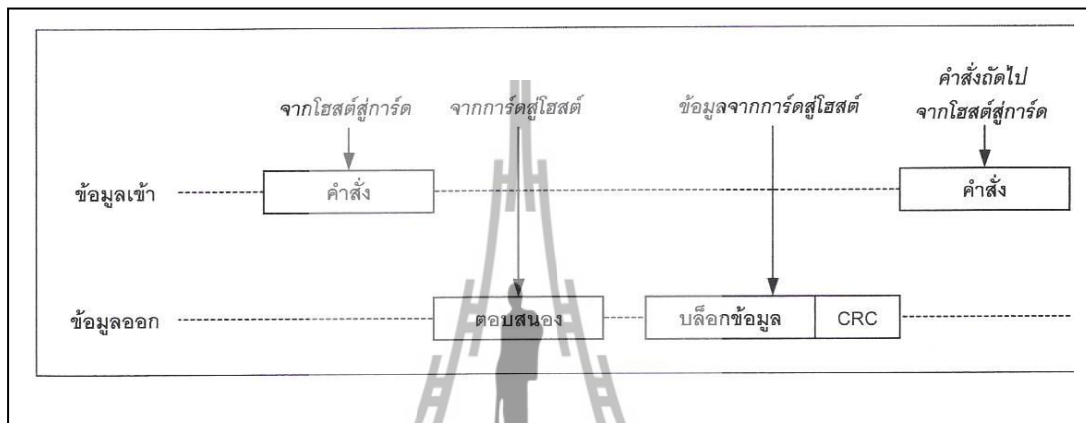 คำสั่งถัดไป
จากโฮสต์สู่การ์ด จากการ์ดสู่โฮสต์ ข้อมูลจากการ์ดสู่โฮสต์ จากโฮสต์สู่การ์ด
ข้อมูลเข้า คำสั่ง คำสั่ง
ข้อมูลออก ตอบสนอง บล็อกข้อมูล CRC